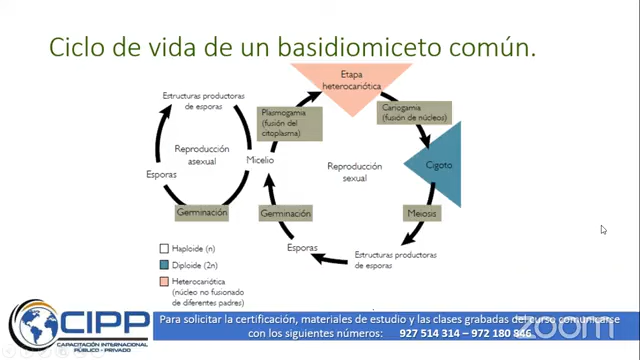 Ciclo de vida de un basidiomiceto común.
Etapa
heterocanótica
Estructuras productoras
de esporas
Plasmogamia
(fusión del
citoplasma)
Cariogamia
(fusión de núcleos)
Reproducción
asexual
Micelio
Reproducción
sexual
Cigoto
Esporas
Germinación
Germinación
Meiosis
Esporas
Estructuras productoras
de esporas
Haploide (n)
Diploide (2n)
Heterocariótica
(núcleo no fusionado
de diferentes padres)
CIPP
CAPACITACIÓN INTERNACIONAL
PÚBLICO - PRIVADO
Para solicitar la certificación, materiales de estudio y las clases grabadas del curso comunicarse
con los siguientes números: 927 514 314 – 972 180 846
zoom